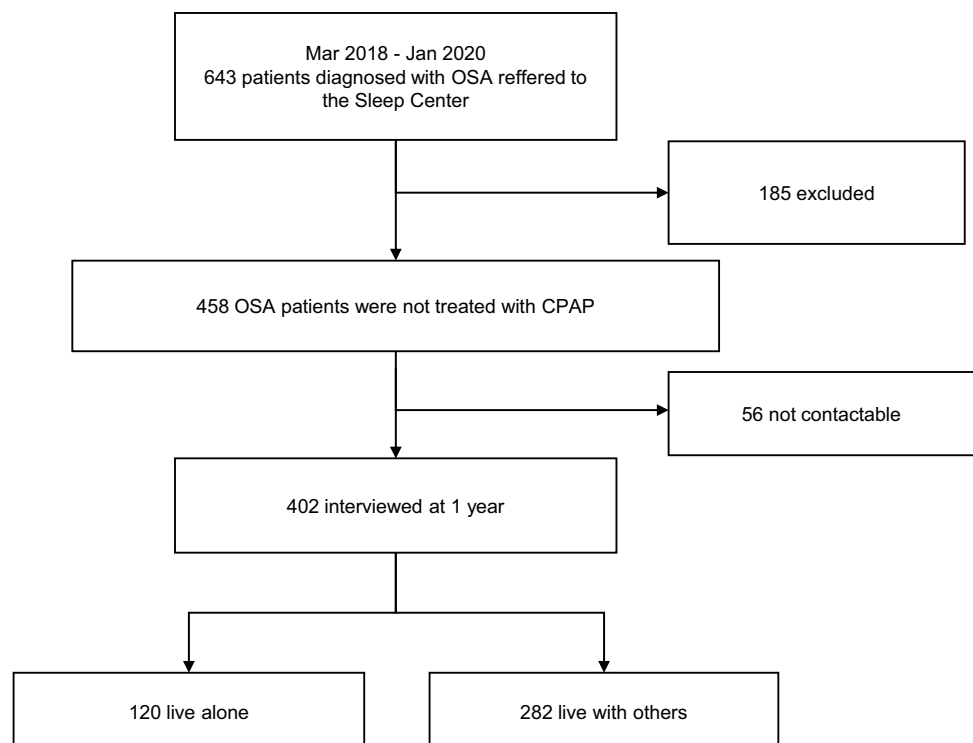 Mar 2018 - Jan 2020
643 patients diagnosed with OSA reffered to
the Sleep Center
185 excluded
458 OSA patients were not treated with CPAP
56 not contactable
402 interviewed at 1 year
120 live alone
282 live with others